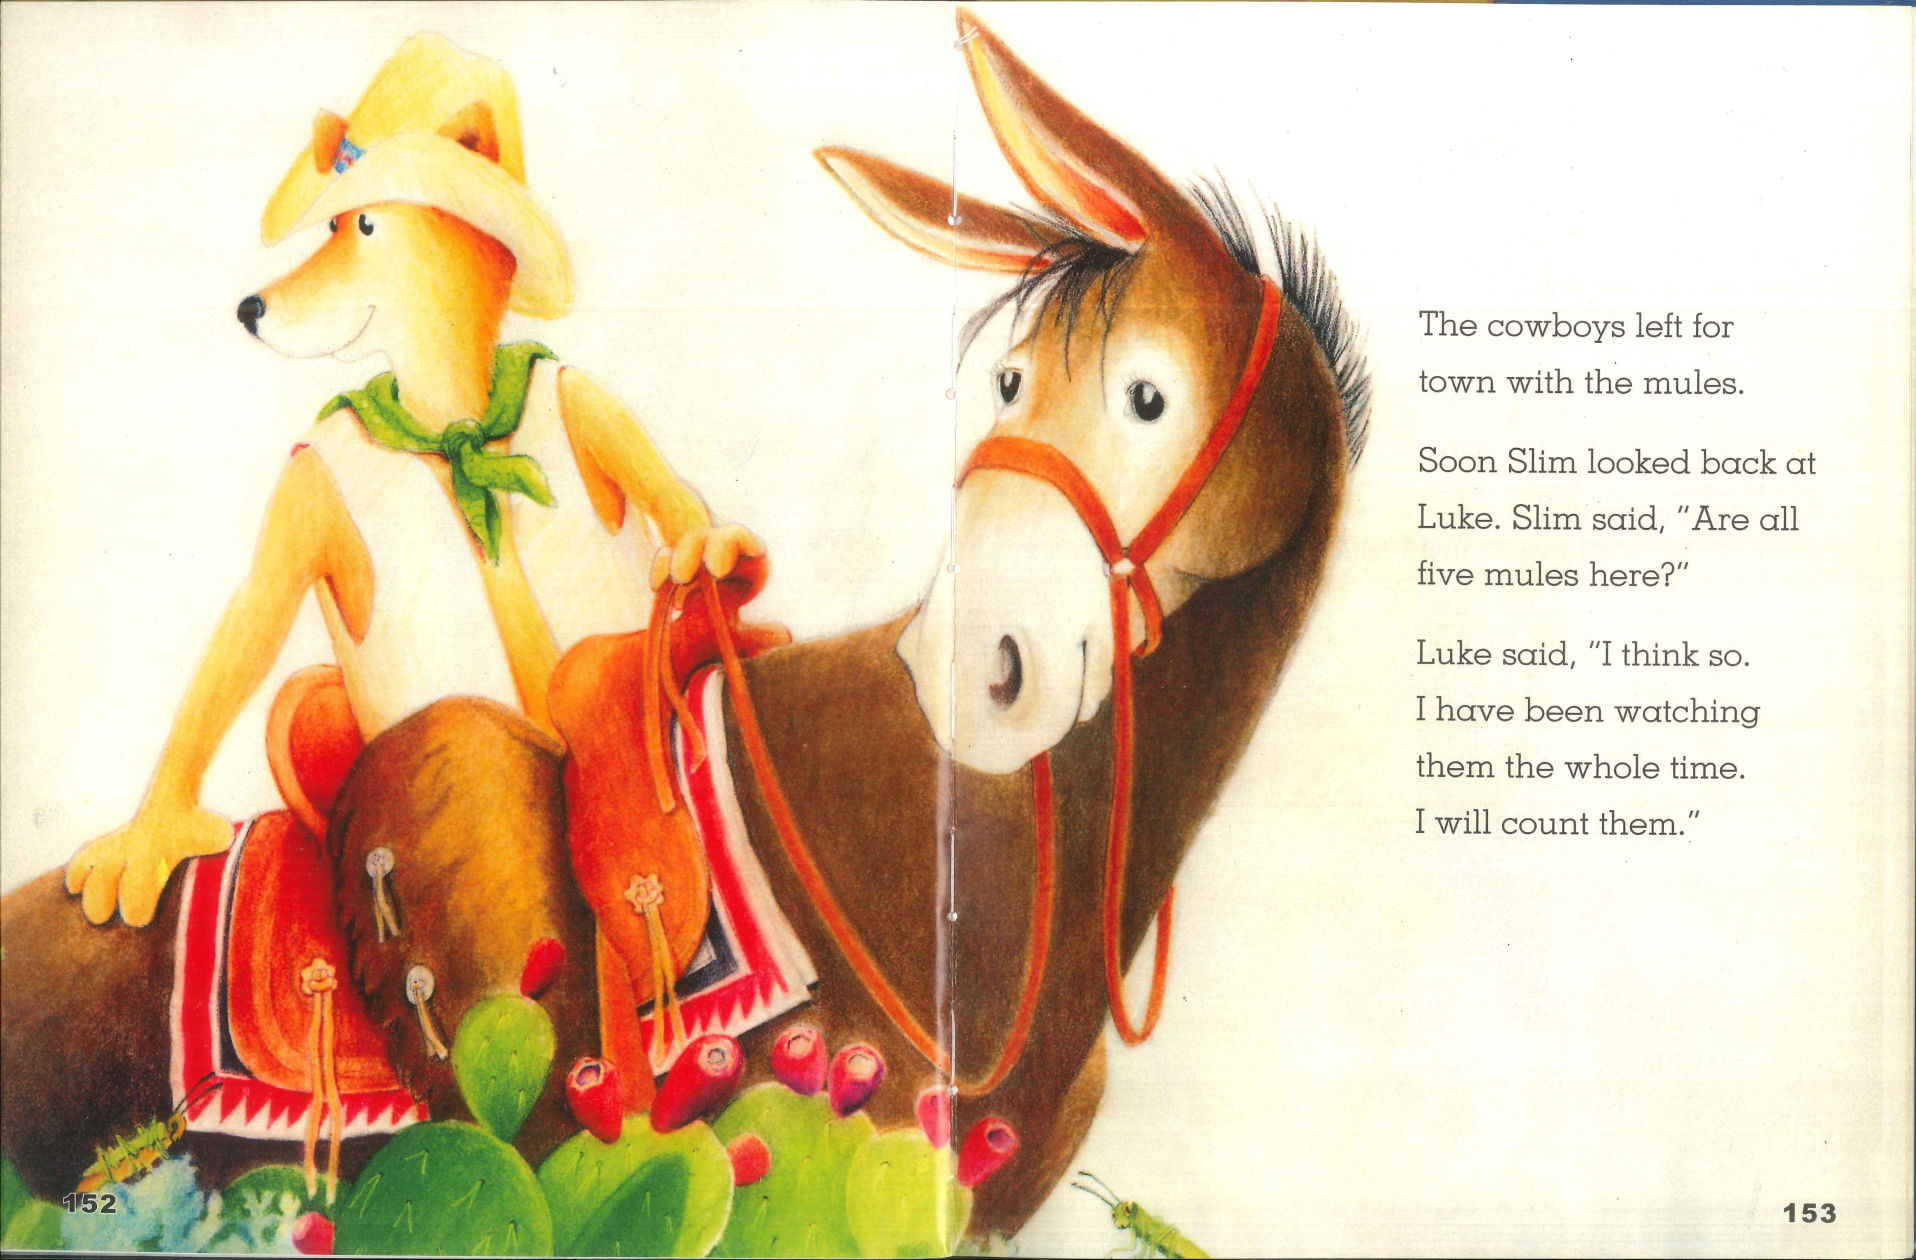 The cowboys left for
town with the mules.
Soon Slim looked back at
Luke. Slim said, "Are all
five mules here?"
Luke said, "I think so.
I have been watching
them the whole time.
I will count them."
152
153